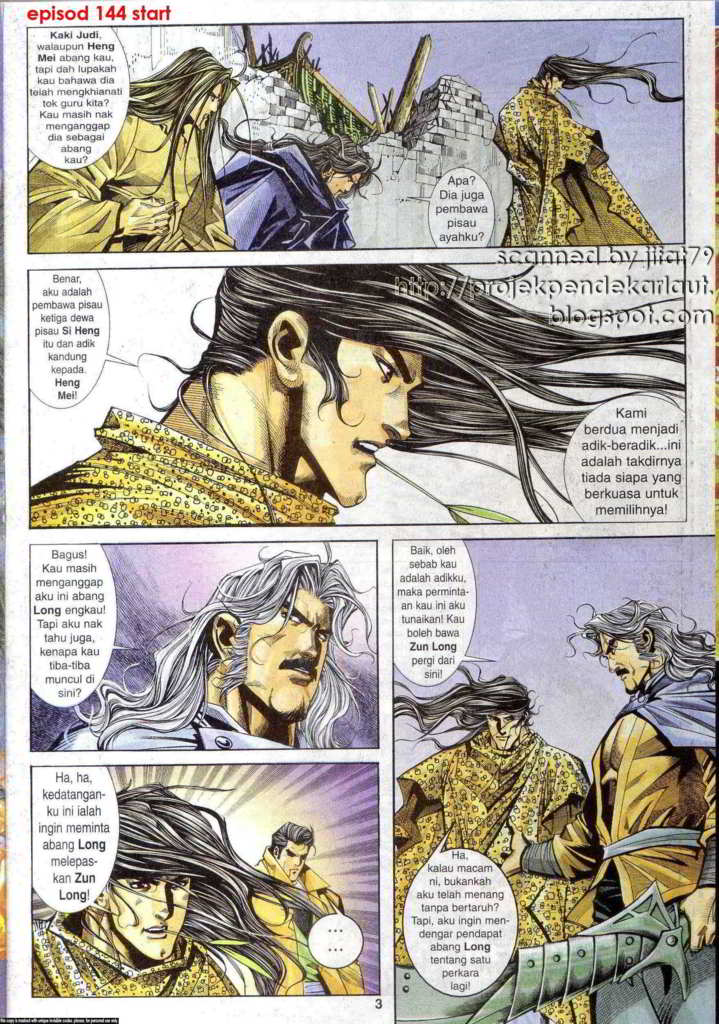 episod 144 start
Kaki Judi,
walaupun Heng
Mei abang kau,
tapi dah lupakah
kau bahawa dia
telah mengkhianati
tok guru kita?
Kau masih nak
menganggap
dia sebagai
abang
kau?
Apa?
Dia juga
pembawa
pisau
ayahku?
scanned by jifai79
http://projekpendekarlaut.
blogspot.com
Benar,
aku adalah
pembawa pisau
ketiga dewa
pisau Si Heng
itu dan adik
kandung
kepada.
Heng
Mei!
Kami
berdua menjadi
adik-beradik...ini
adalah takdirnya
tiada siapa yang
berkuasa untuk
memilihnya!
Bagus!
Kau masih
menganggap
aku ini abang
Long engkau!
Tapi aku nak
tahu juga,
kenapa kau
tiba-tiba
muncul di
sini?
Baik, oleh
sebab kau
adalah adikku,
maka perminta-
an kau ini aku
tunaikan! Kau
boleh bawa
Zun Long
pergi dari
sini!
Ha, ha,
kedatangan-
ku ini ialah
ingin meminta
abang Long
melepas-
kan Zun
Long!
...
...
Ha,
kalau macam
ni, bukankah
aku telah menang
tanpa bertaruh?
Tapi, aku ingin men-
dengar pendapat
abang Long
tentang satu
perkara
lagi!
3